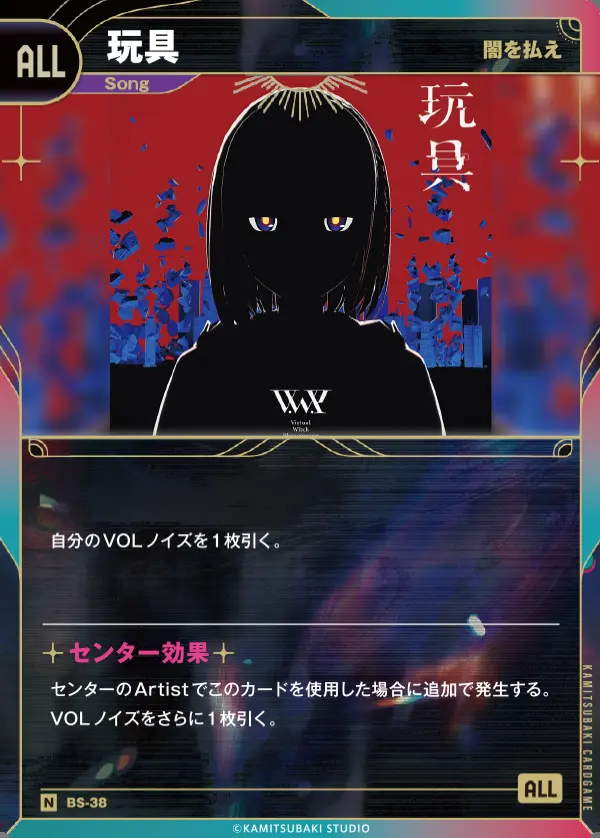 ALL
玩具
闇を払え
Song
玩具
V.W.P
Virtual
Witch
自分のVOLノイズを1枚引く。
センター効果
センターのArtistでこのカードを使用した場合に追加で発生する。
VOLノイズをさらに1枚引く。
KAMITSUBAKI CARDGAME
N BS-38
ALL
©KAMITSUBAKI STUDIO